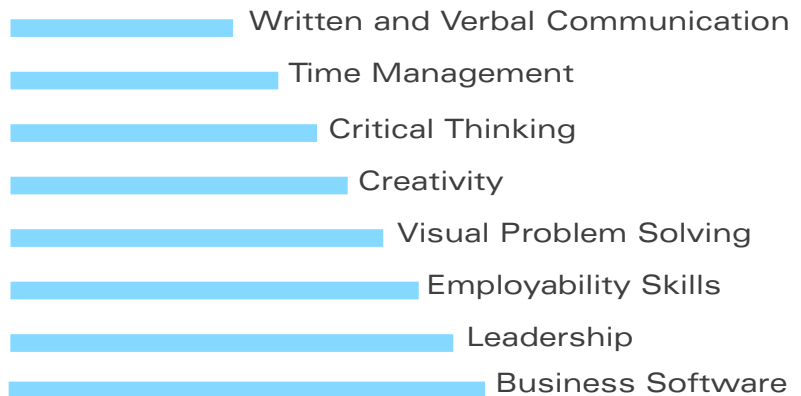 Written and Verbal Communication
Time Management
Critical Thinking
Creativity
Visual Problem Solving
Employability Skills
Leadership
Business Software